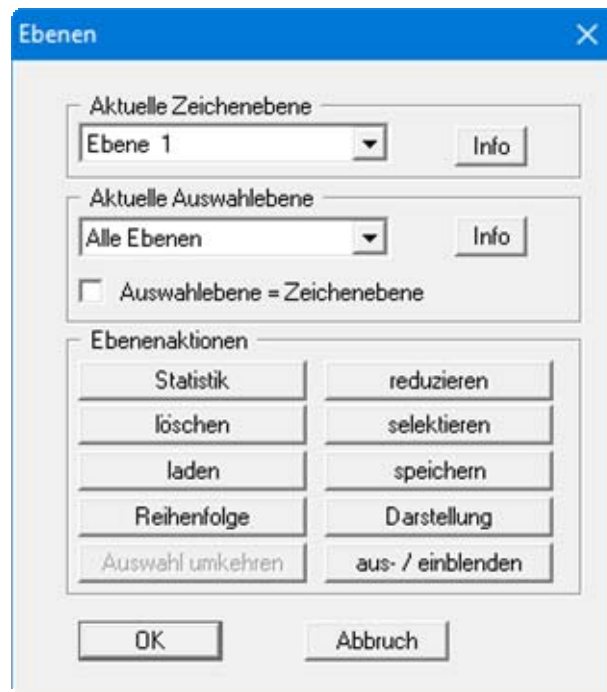 Ebenen
Aktuelle Zeichenebene
Ebene 1 Info
Aktuelle Auswahlebene
Alle Ebenen Info
Auswahlebene = Zeichenebene
Ebenenaktionen
Statistik reduzieren
löschen selektieren
laden speichern
Reihenfolge Darstellung
Auswahl umkehren aus- / einblenden
OK Abbruch